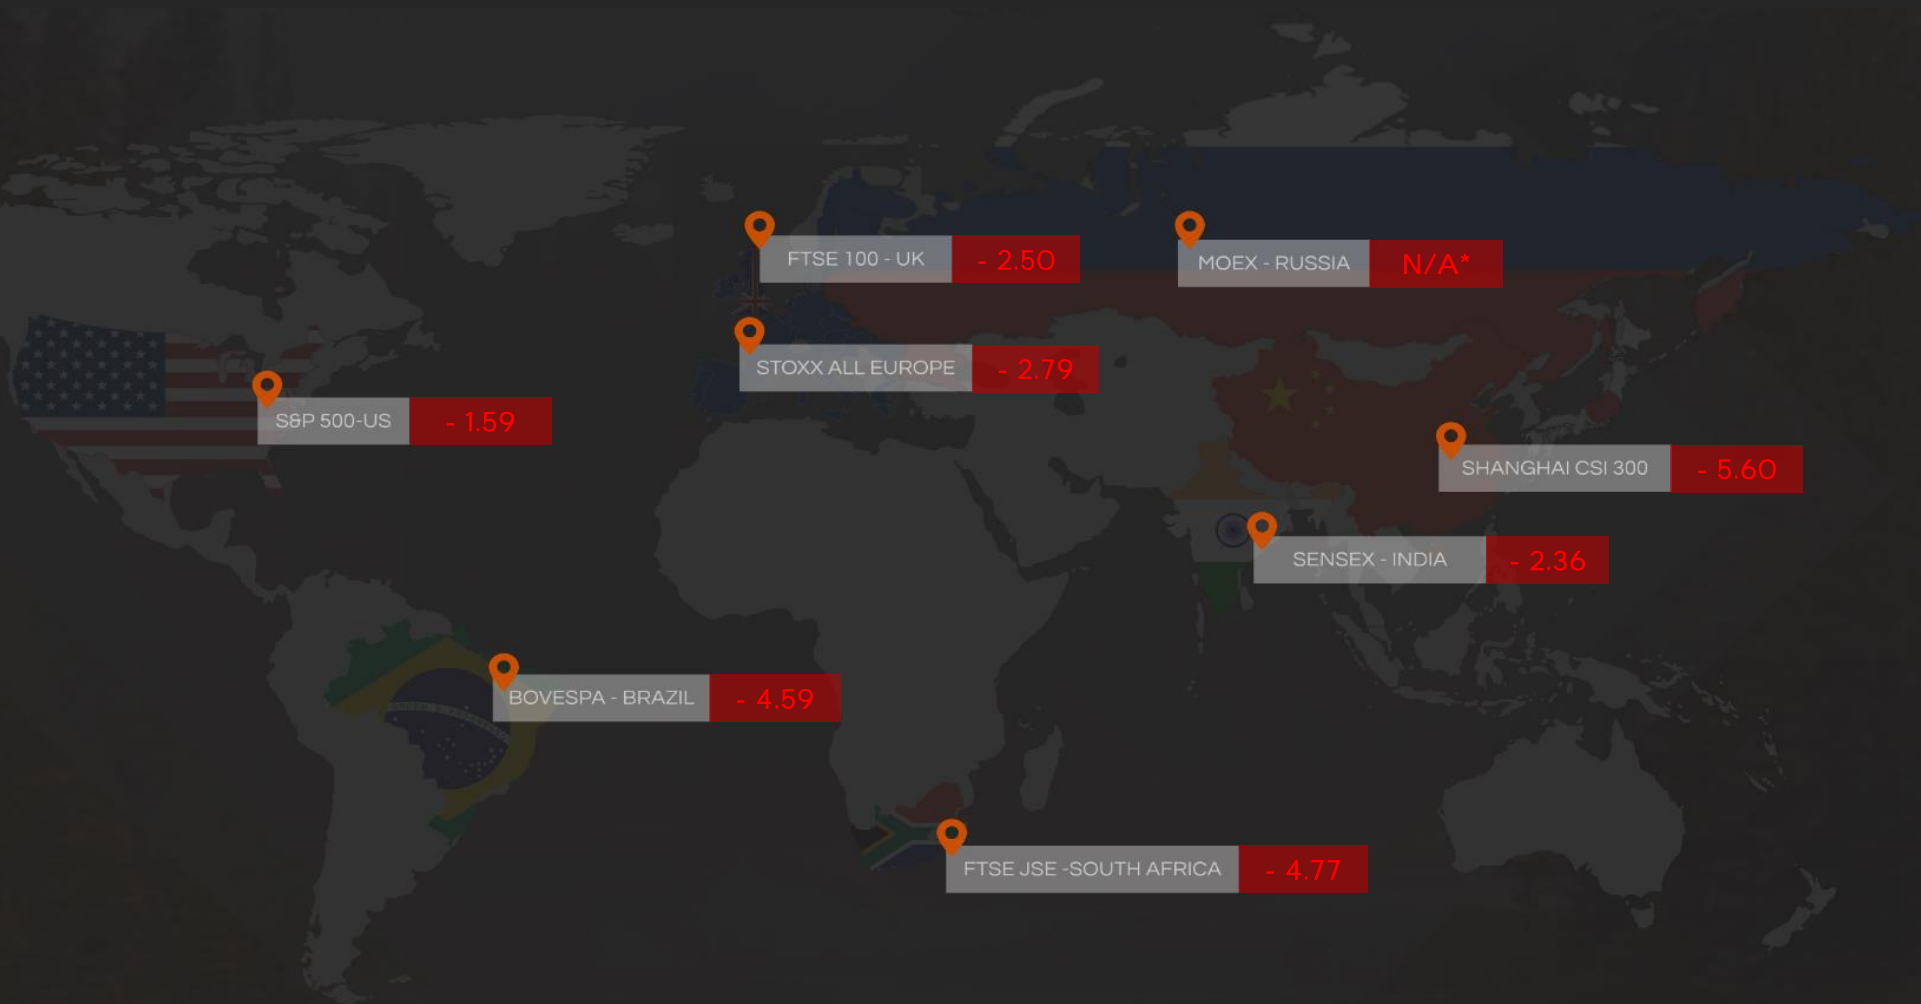 FTSE 100 - UK - 2.50
MOEX - RUSSIA N/A*
STOXX ALL EUROPE - 2.79
S&P 500-US - 1.59
SHANGHAI CSI 300 - 5.60
SENSEX - INDIA - 2.36
BOVESPA - BRAZIL - 4.59
FTSE JSE -SOUTH AFRICA - 4.77